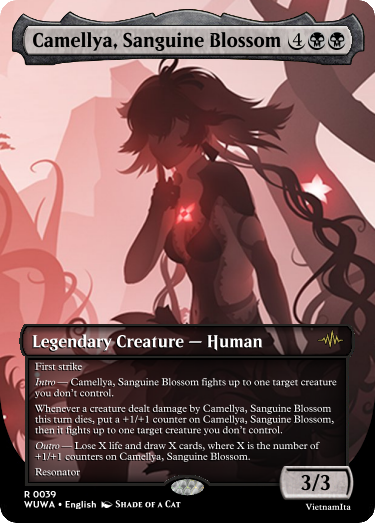 Camellya, Sanguine Blossom 4
Legendary Creature — Human
First strike
Intro — Camellya, Sanguine Blossom fights up to one target creature
you don't control.
Whenever a creature dealt damage by Camellya, Sanguine Blossom
this turn dies, put a +1/+1 counter on Camellya, Sanguine Blossom,
then it fights up to one target creature you don't control.
Outro — Lose X life and draw X cards, where X is the number of
+1/+1 counters on Camellya, Sanguine Blossom.
Resonator
3/3
R 0039
WUWA • English SHADE OF A CAT
VietnamIta